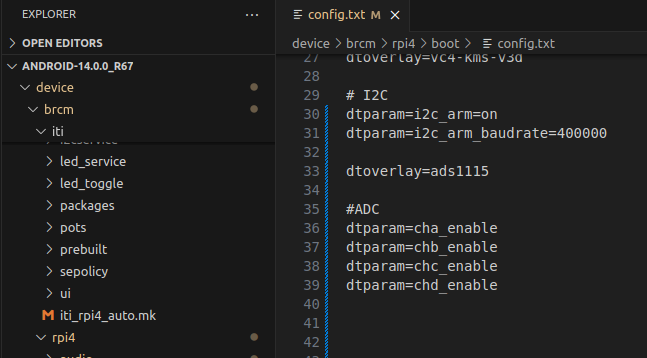 EXPLORER
OPEN EDITORS
ANDROID-14.0.0_R67
device
brcm
iti
i2cservice
led_service
led_toggle
packages
pots
prebuilt
sepolicy
ui
iti_rpi4_auto.mk
rpi4
audio
config.txt M
device > brcm > rpi4 > boot > config.txt
27 dtoverlay=vc4-kms-v3d
28
29 # I2C
30 dtparam=i2c_arm=on
31 dtparam=i2c_arm_baudrate=400000
32
33 dtoverlay=ads1115
34
35 #ADC
36 dtparam=cha_enable
37 dtparam=chb_enable
38 dtparam=chc_enable
39 dtparam=chd_enable
40
41
42
43